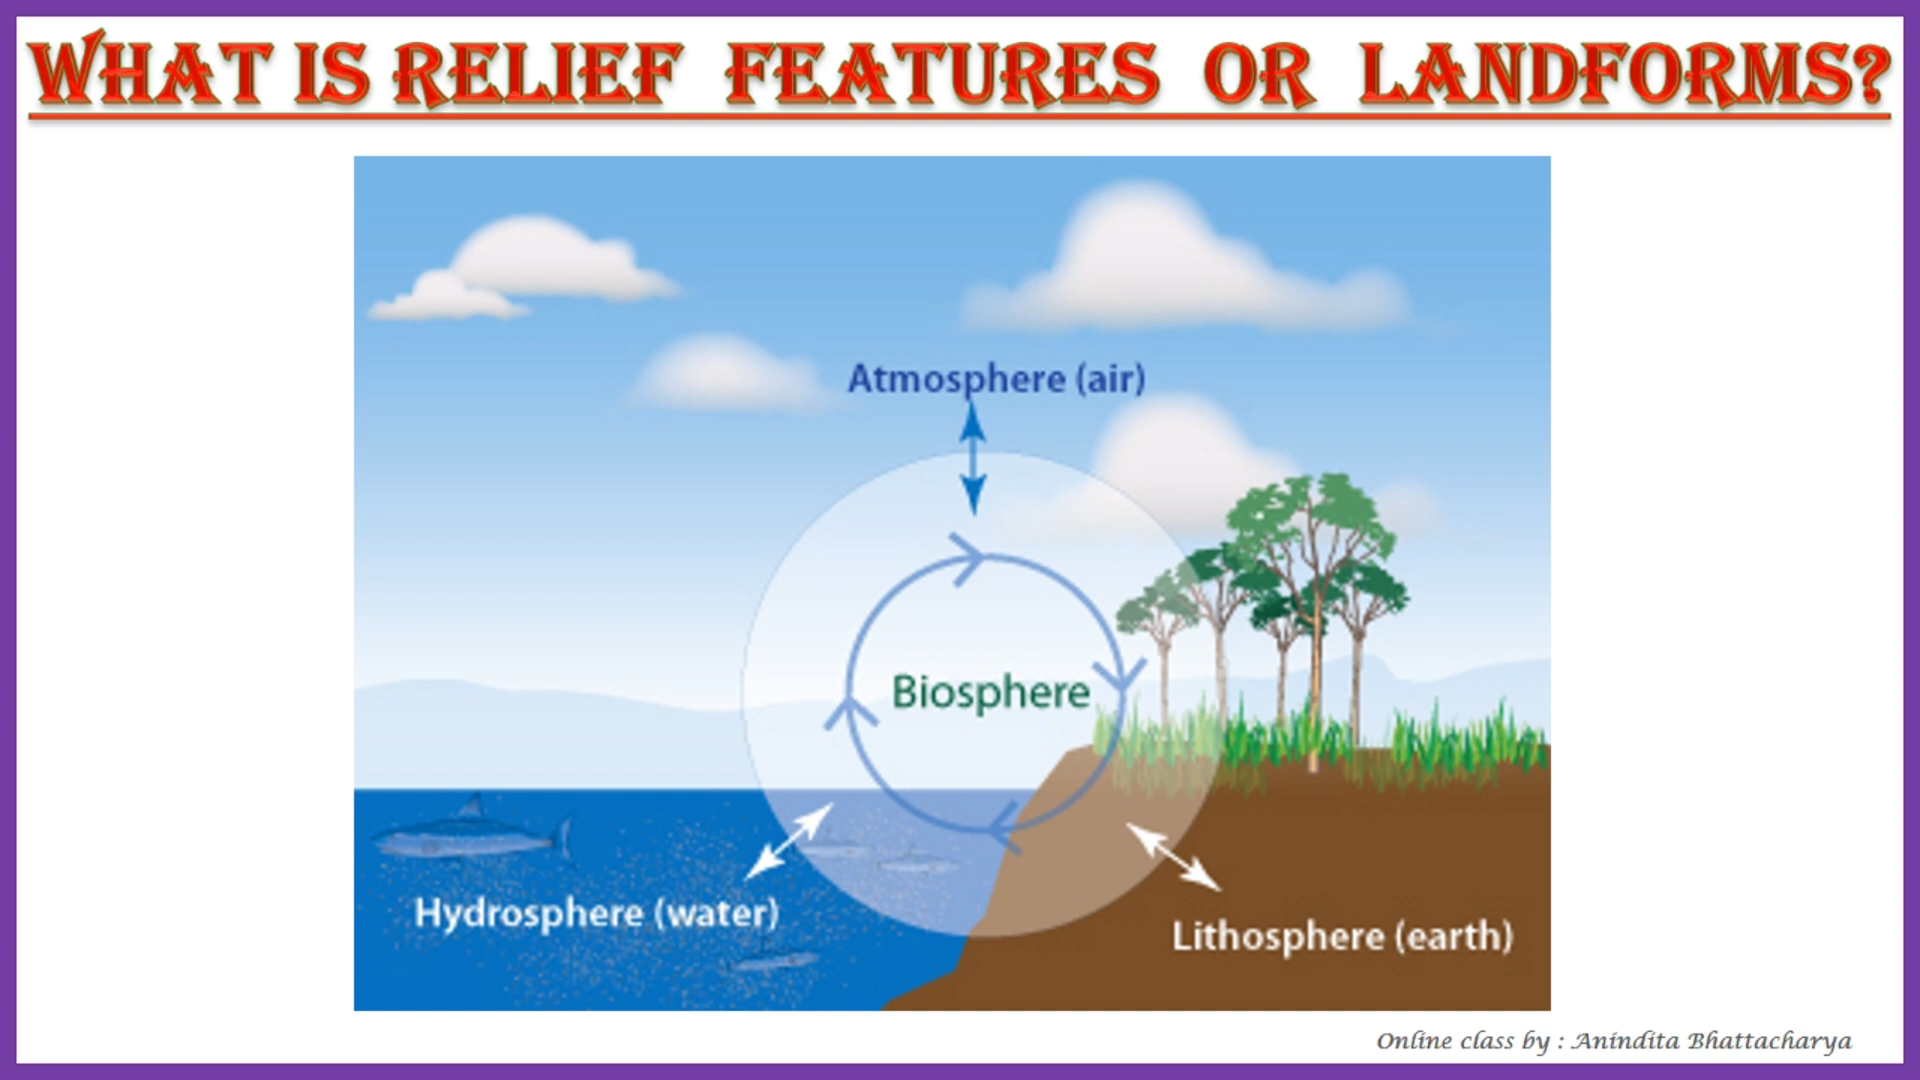 WHAT IS RELIEF FEATURES OR LANDFORMS?
Atmosphere (air)
Biosphere
Hydrosphere (water)
Lithosphere (earth)
Online class by : Anindita Bhattacharya